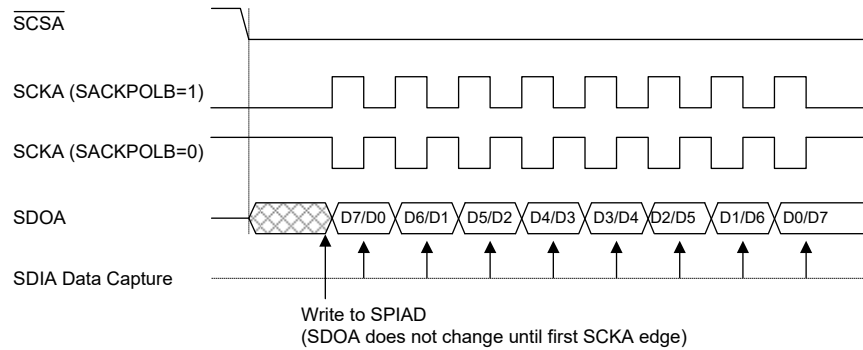 SCSA
SCKA (SACKPOLB=1)
SCKA (SACKPOLB=0)
SDOA
D7/D0 D6/D1 D5/D2 D4/D3 D3/D4 D2/D5 D1/D6 D0/D7
SDIA Data Capture
Write to SPIAD
(SDOA does not change until first SCKA edge)